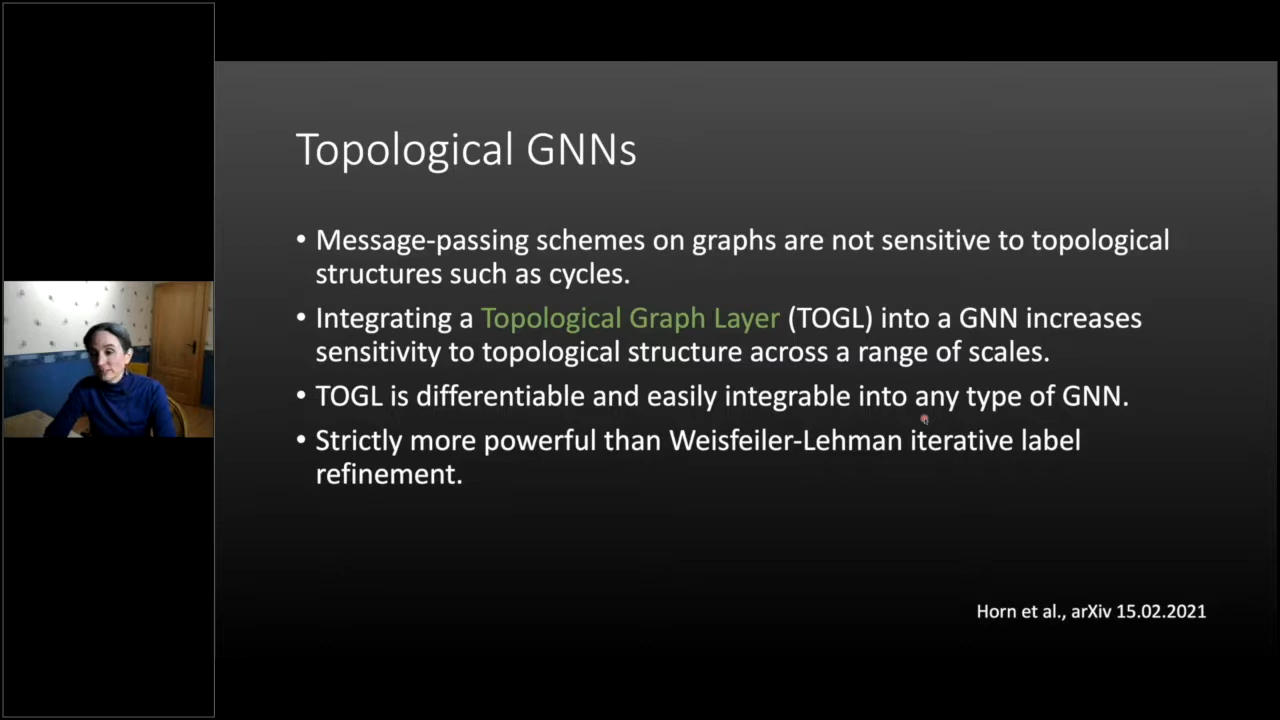 Topological GNNs
• Message-passing schemes on graphs are not sensitive to topological
structures such as cycles.
• Integrating a Topological Graph Layer (TOGL) into a GNN increases
sensitivity to topological structure across a range of scales.
• TOGL is differentiable and easily integrable into any type of GNN.
• Strictly more powerful than Weisfeiler-Lehman iterative label
refinement.
Horn et al., arXiv 15.02.2021